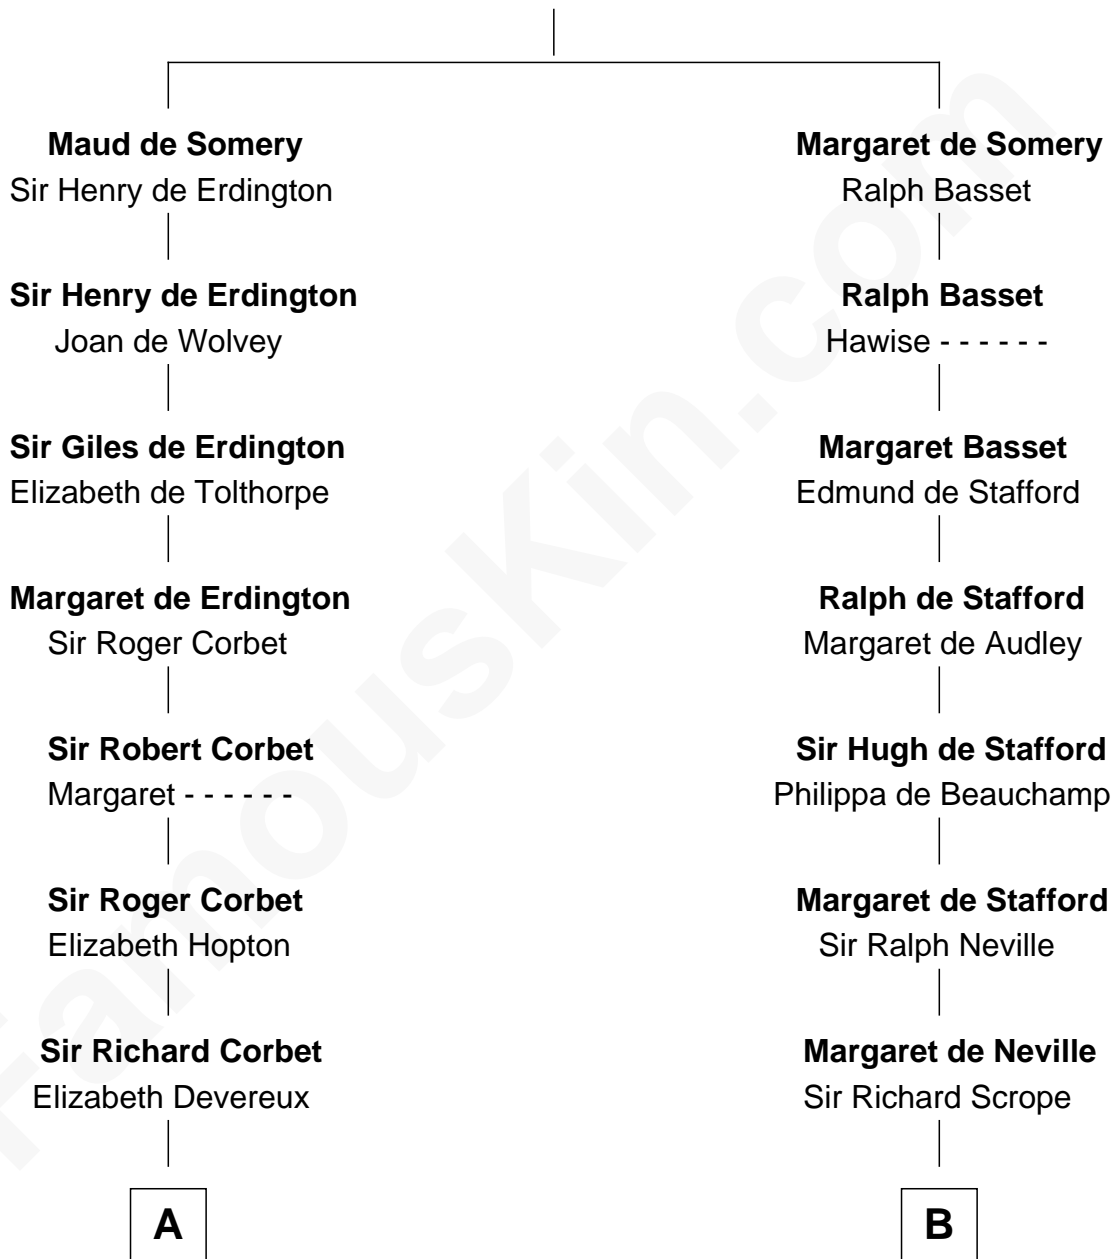 Maud de Somery
Sir Henry de Erdington
Sir Henry de Erdington
Joan de Wolvey
Sir Giles de Erdington
Elizabeth de Tolthorpe
Margaret de Erdington
Sir Roger Corbet
Sir Robert Corbet
Margaret - - - - - -
Sir Roger Corbet
Elizabeth Hopton
Sir Richard Corbet
Elizabeth Devereux
A
Margaret de Somery
Ralph Basset
Ralph Basset
Hawise - - - - - -
Margaret Basset
Edmund de Stafford
Ralph de Stafford
Margaret de Audley
Sir Hugh de Stafford
Philippa de Beauchamp
Margaret de Stafford
Sir Ralph Neville
Margaret de Neville
Sir Richard Scrope
B
FamousKin.com